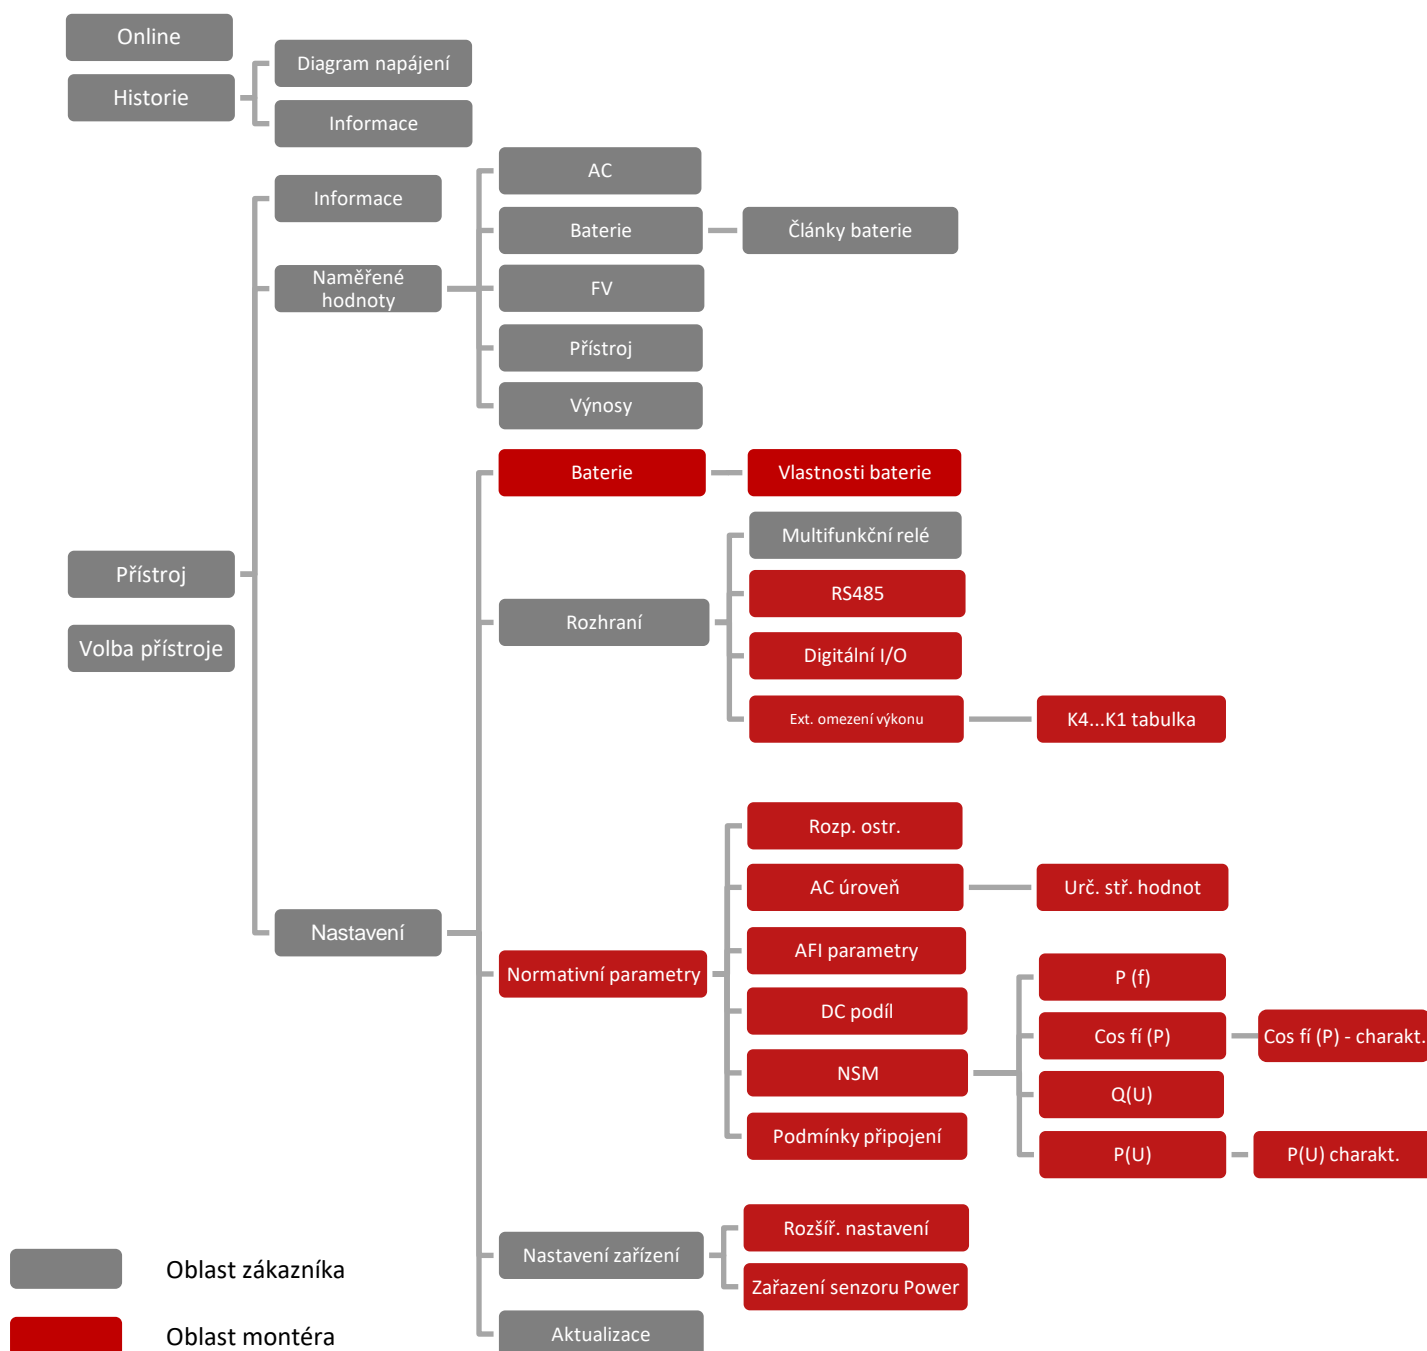 Online
Historie
Diagram napájení
Informace
AC
Informace
Baterie
Články baterie
Naměřené
hodnoty
FV
Přístroj
Výnosy
Baterie
Vlastnosti baterie
Multifunkční relé
Přístroj
RS485
Rozhraní
Volba přístroje
Digitální I/O
Ext. omezení výkonu
K4...K1 tabulka
Rozp. ostr.
AC úroveň
Urč. stř. hodnot
Nastavení
AFI parametry
Normativní parametry
P (f)
DC podíl
Cos fí (P)
Cos fí (P) - charakt.
NSM
Q(U)
Podmínky připojení
P(U)
P(U) charakt.
Rozšíř. nastavení
Nastavení zařízení
Oblast zákazníka
Zařazení senzoru Power
Aktualizace
Oblast montéra